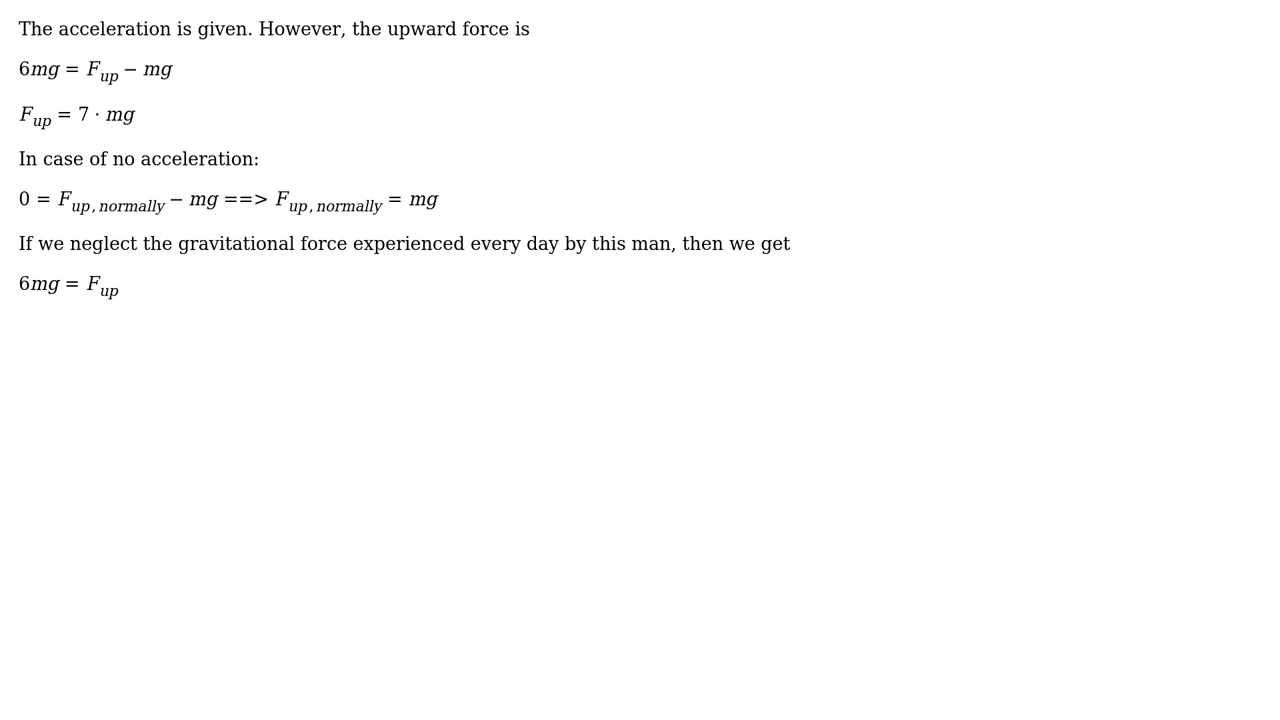 The acceleration is given. However, the upward force is
6mg = F_up − mg
F_up = 7 · mg
In case of no acceleration:
0 = F_up,normally − mg ==> F_up,normally = mg
If we neglect the gravitational force experienced every day by this man, then we get
6mg = F_up